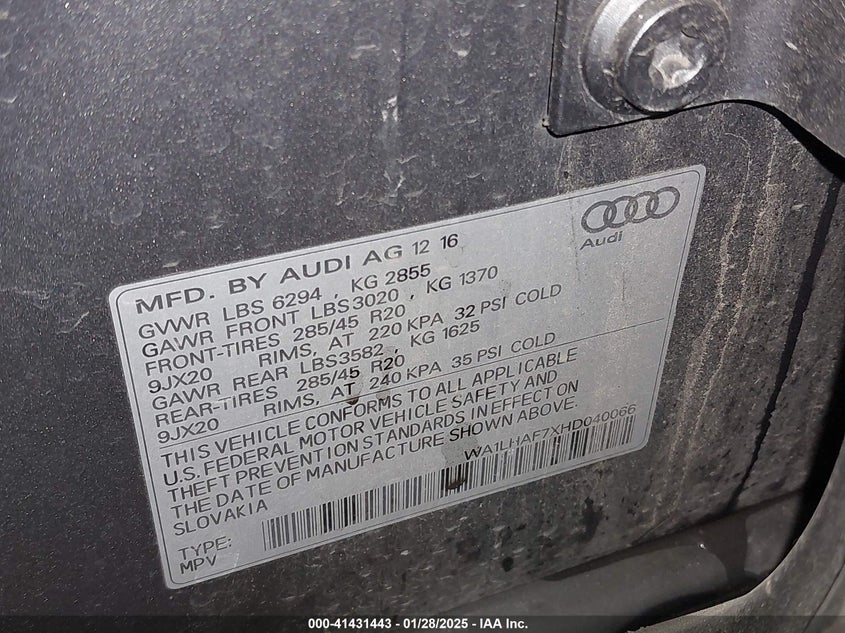 MFD. BY AUDI AG 12 16
Audi
GVWR LBS 6294 , KG 2855
GAWR FRONT LBS3020 , KG 1370
FRONT-TIRES 285/45 R20
9JX20 RIMS, AT 220 KPA 32 PSI COLD
GAWR REAR LBS3582 , KG 1625
REAR-TIRES 285/45 R20
9JX20 RIMS, AT 240 KPA 35 PSI COLD
THIS VEHICLE CONFORMS TO ALL APPLICABLE
U.S. FEDERAL MOTOR VEHICLE SAFETY AND
THEFT PREVENTION STANDARDS IN EFFECT ON
THE DATE OF MANUFACTURE SHOWN ABOVE.
SLOVAKIA
WA1LHAF7XHD040066
TYPE:
MPV
000-41431443 — 01/28/2025 — IAA Inc.